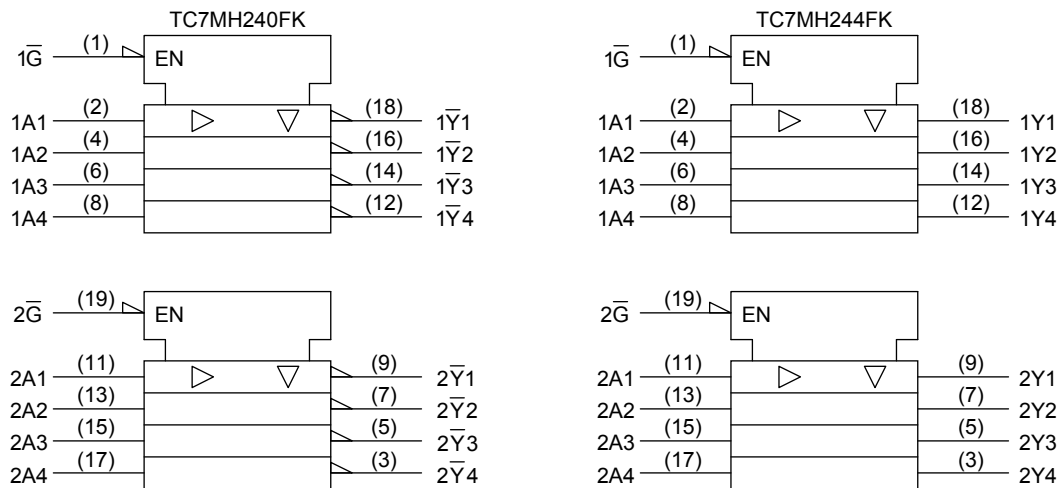 TC7MH240FK
1G̅ (1) EN
1A1 (2) (18) 1Y̅1
1A2 (4) (16) 1Y̅2
1A3 (6) (14) 1Y̅3
1A4 (8) (12) 1Y̅4
2G̅ (19) EN
2A1 (11) (9) 2Y̅1
2A2 (13) (7) 2Y̅2
2A3 (15) (5) 2Y̅3
2A4 (17) (3) 2Y̅4
TC7MH244FK
1G̅ (1) EN
1A1 (2) (18) 1Y1
1A2 (4) (16) 1Y2
1A3 (6) (14) 1Y3
1A4 (8) (12) 1Y4
2G̅ (19) EN
2A1 (11) (9) 2Y1
2A2 (13) (7) 2Y2
2A3 (15) (5) 2Y3
2A4 (17) (3) 2Y4